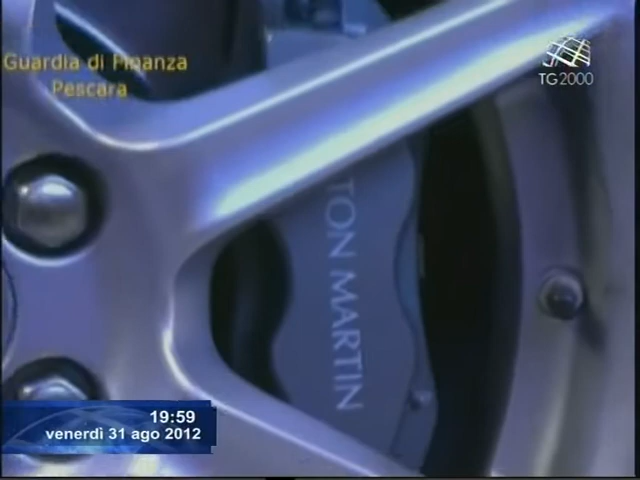 Guardia di Finanza
Pescara
TG2000
TON MARTIN
19:59
venerdì 31 ago 2012